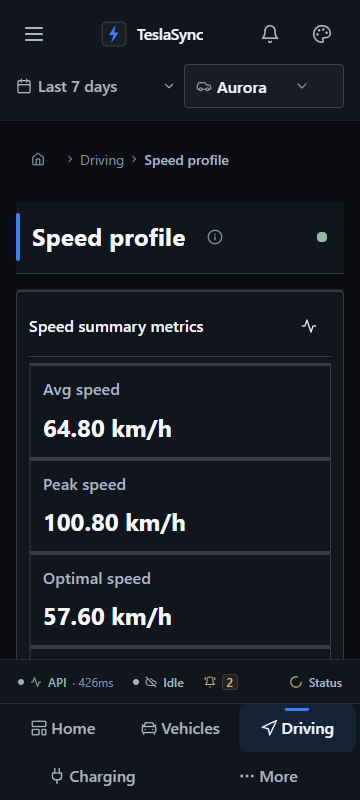 TeslaSync
Last 7 days
Aurora
Driving
Speed profile
Speed profile
Speed summary metrics
Avg speed
64.80 km/h
Peak speed
100.80 km/h
Optimal speed
57.60 km/h
API · 426ms
Idle
2
Status
Home
Vehicles
Driving
Charging
More